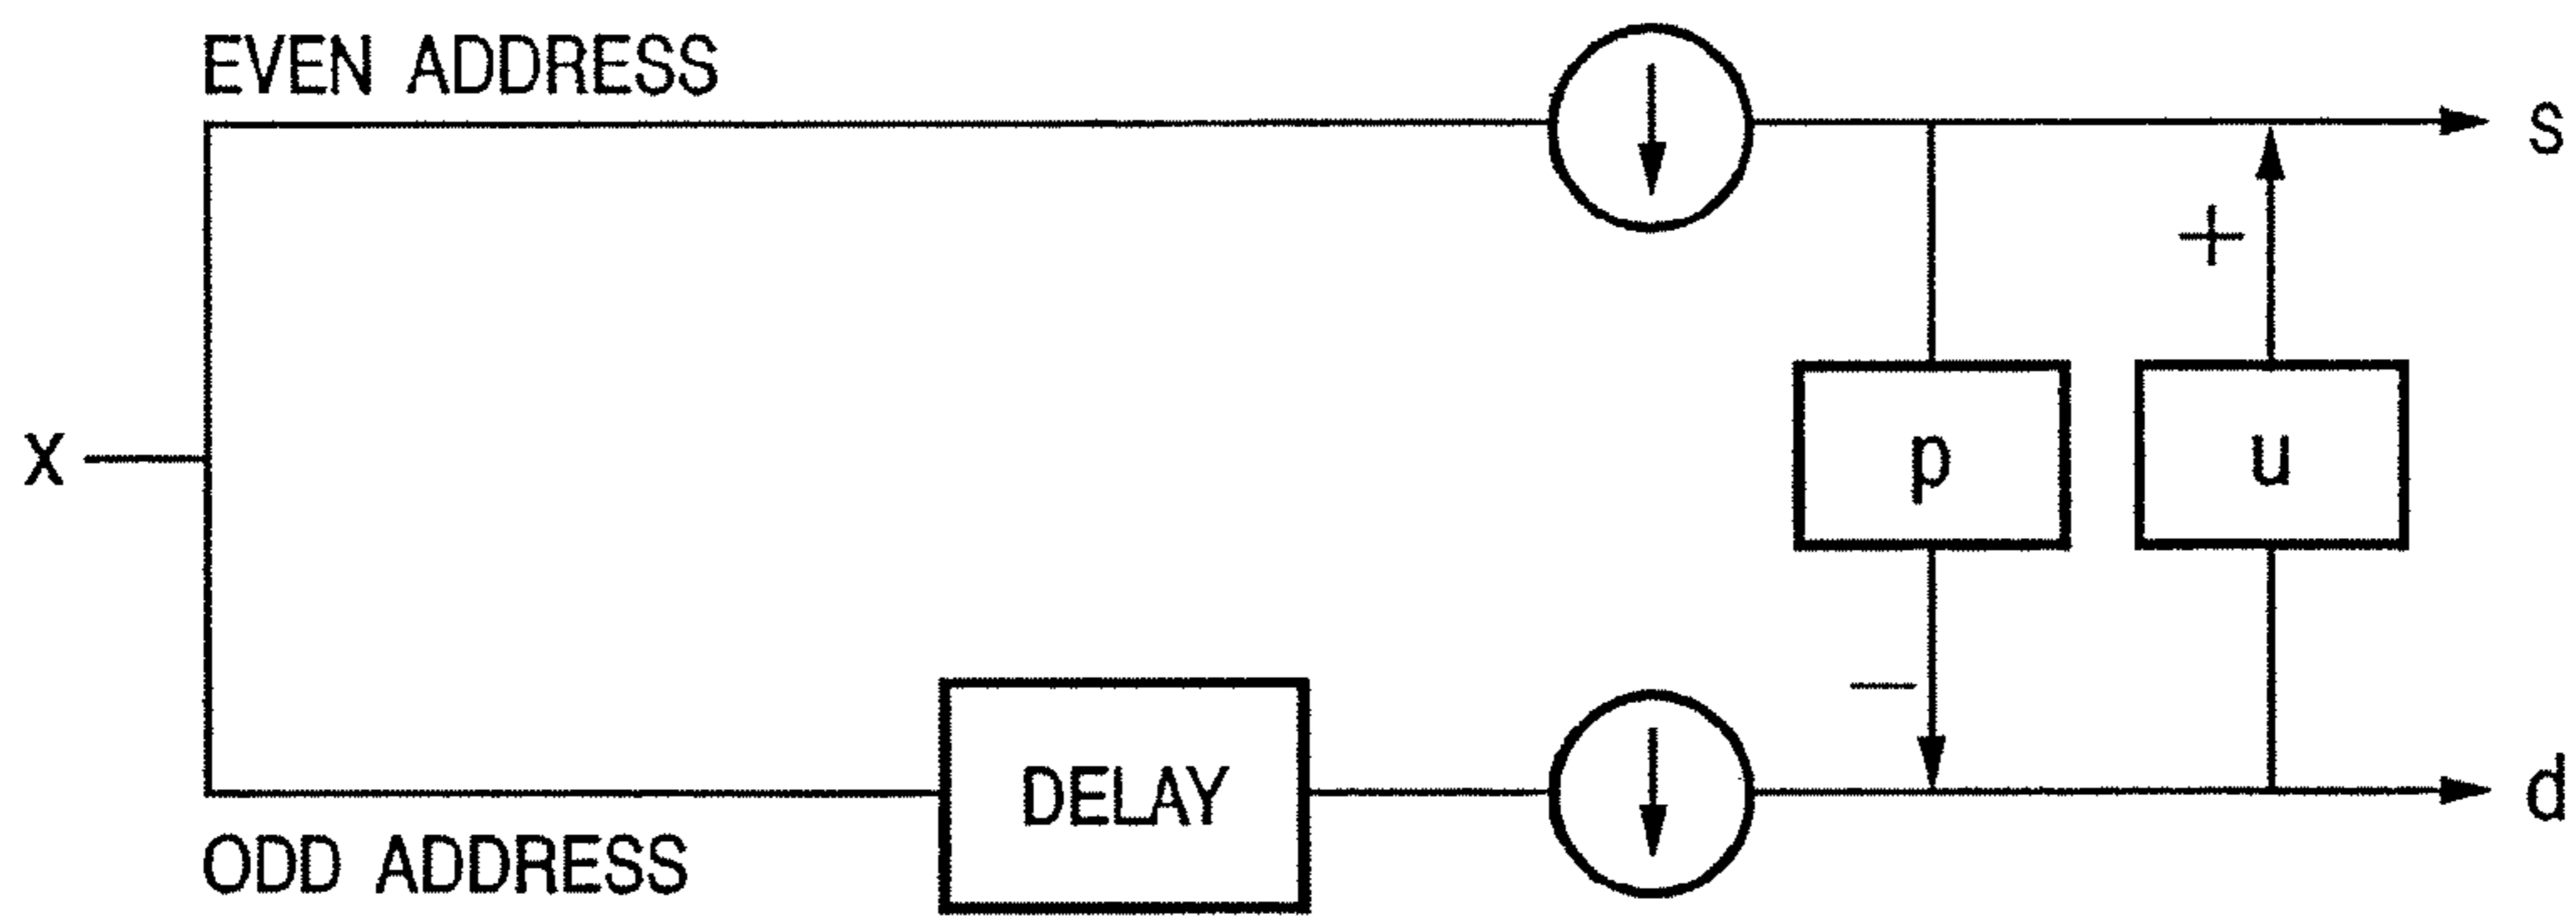 EVEN ADDRESS
s
+
x
p
u
−
DELAY
d
ODD ADDRESS